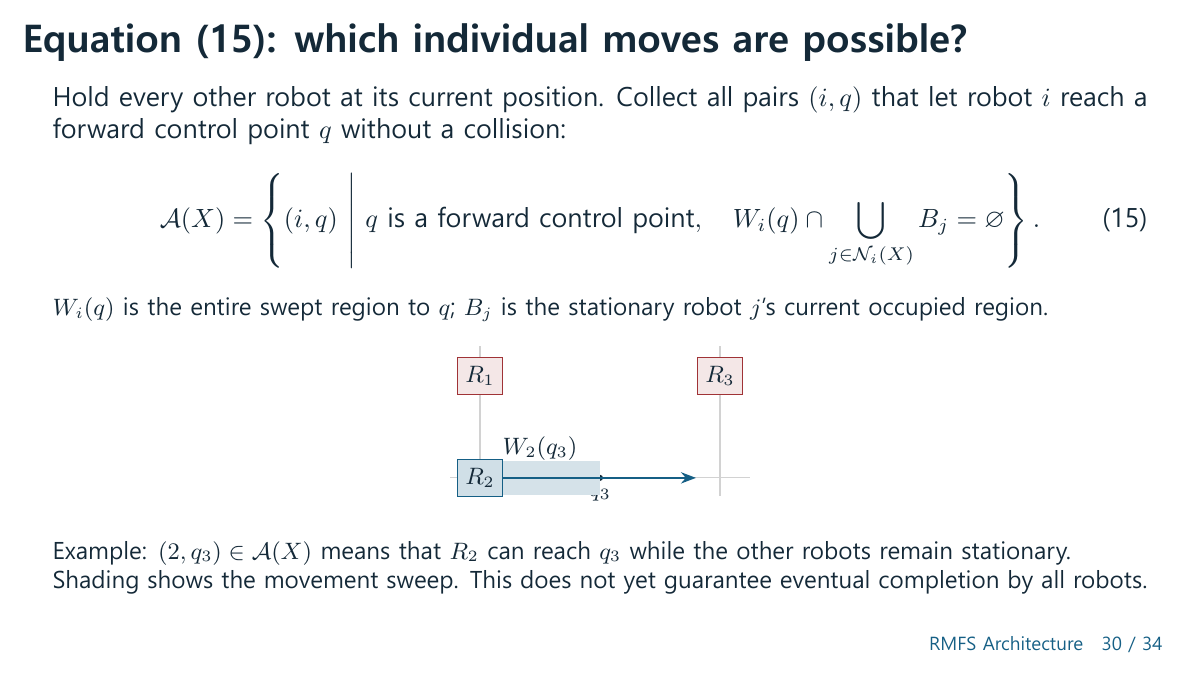 Equation (15): which individual moves are possible?
Hold every other robot at its current position. Collect all pairs (i, q) that let robot i reach a
forward control point q without a collision:
𝒜(X) = { (i, q) | q is a forward control point, W_i(q) ∩ ⋃_{j∈𝒩_i(X)} B_j = ∅ } . (15)
W_i(q) is the entire swept region to q; B_j is the stationary robot j's current occupied region.
R_1 R_3
W_2(q_3)
R_2
q_3
Example: (2, q_3) ∈ 𝒜(X) means that R_2 can reach q_3 while the other robots remain stationary.
Shading shows the movement sweep. This does not yet guarantee eventual completion by all robots.
RMFS Architecture 30 / 34